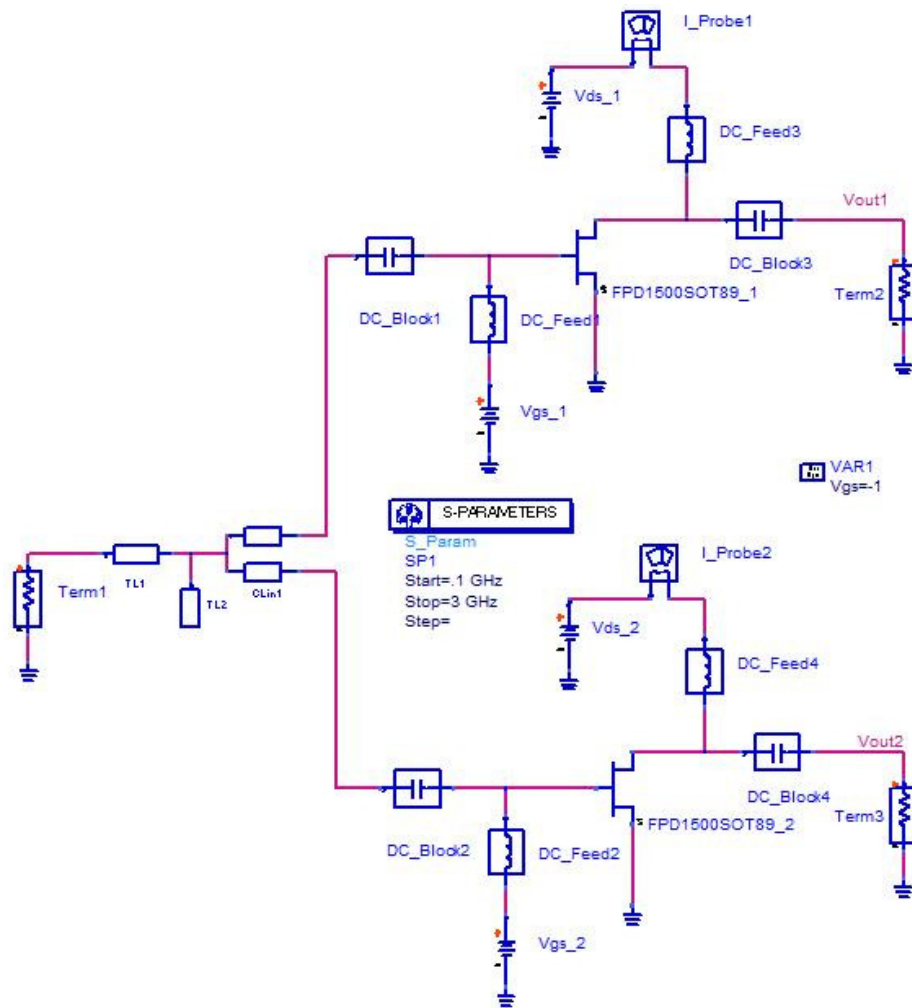 I_Probe1
Vds_1
DC_Feed3
Vout1
DC_Block3
FPD1500SOT89_1
Term2
DC_Block1
DC_Feed1
Vgs_1
VAR1
Vgs=-1
S-PARAMETERS
S_Param
SP1
Start=.1 GHz
Stop=3 GHz
Step=
Term1
TL1
TL2
CLin1
I_Probe2
Vds_2
DC_Feed4
Vout2
DC_Block4
FPD1500SOT89_2
Term3
DC_Block2
DC_Feed2
Vgs_2